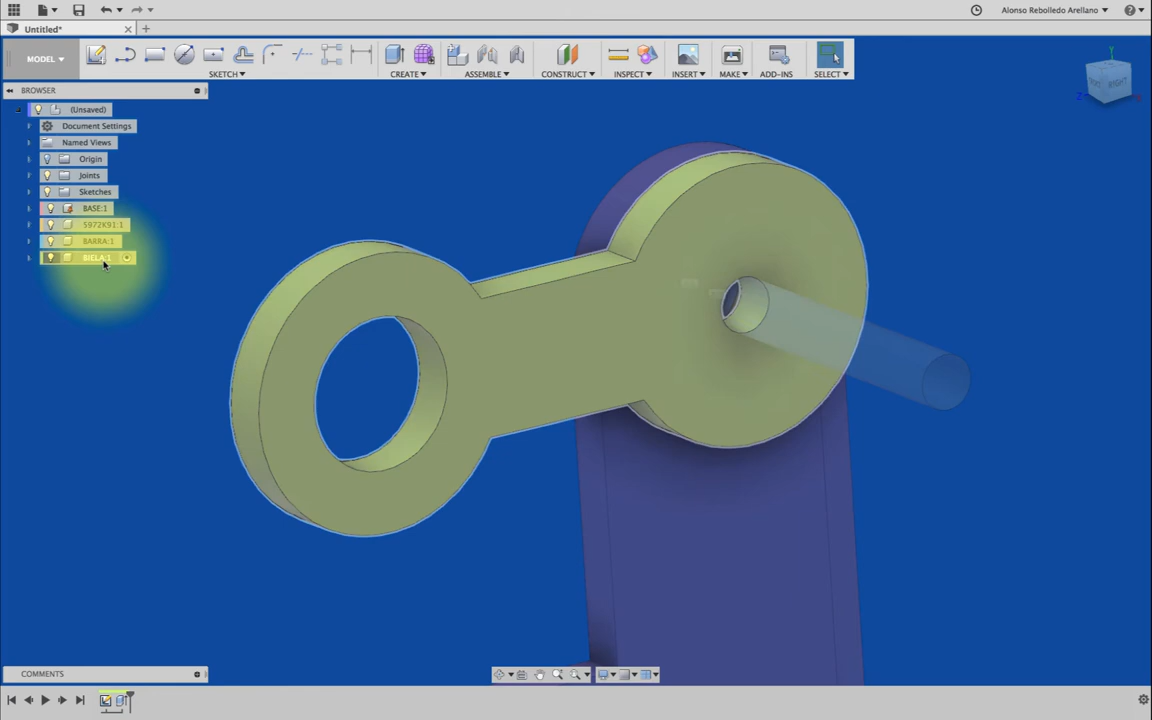 Alonso Rebolledo Arellano
Untitled*
MODEL
SKETCH
CREATE
ASSEMBLE
CONSTRUCT
INSPECT
INSERT
MAKE
ADD-INS
SELECT
BROWSER
(Unsaved)
Document Settings
Named Views
Origin
Joints
Sketches
BASE:1
5972K91:1
BARRA:1
BIELA:1
RIGHT
Y
Z
COMMENTS